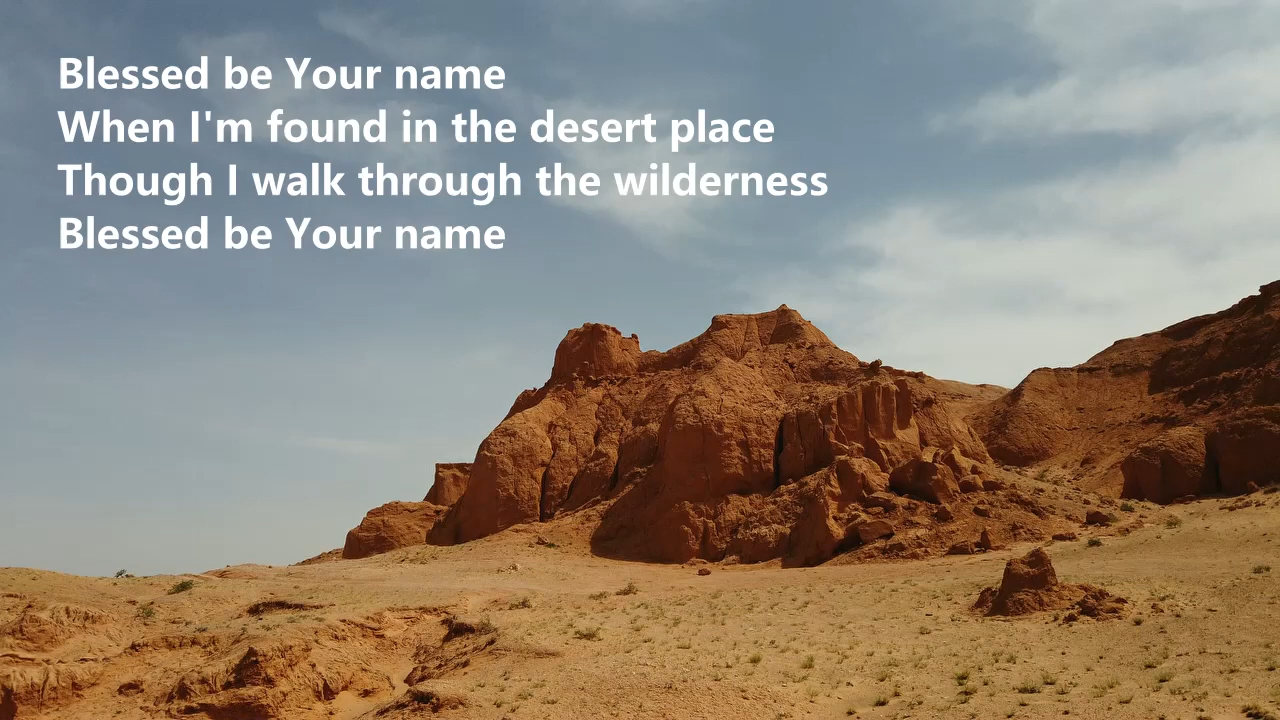 Blessed be Your name
When I'm found in the desert place
Though I walk through the wilderness
Blessed be Your name